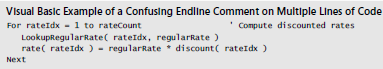 Visual Basic Example of a Confusing Endline Comment on Multiple Lines of Code
For rateIdx = 1 to rateCount ' Compute discounted rates
LookupRegularRate( rateIdx, regularRate )
rate( rateIdx ) = regularRate * discount( rateIdx )
Next